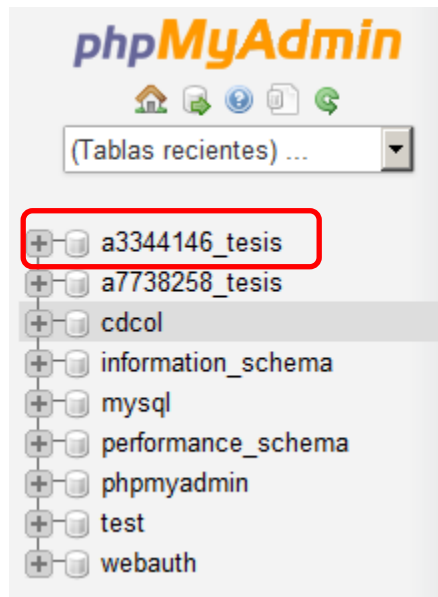 phpMyAdmin
(Tablas recientes) ...
a3344146_tesis
a7738258_tesis
cdcol
information_schema
mysql
performance_schema
phpmyadmin
test
webauth